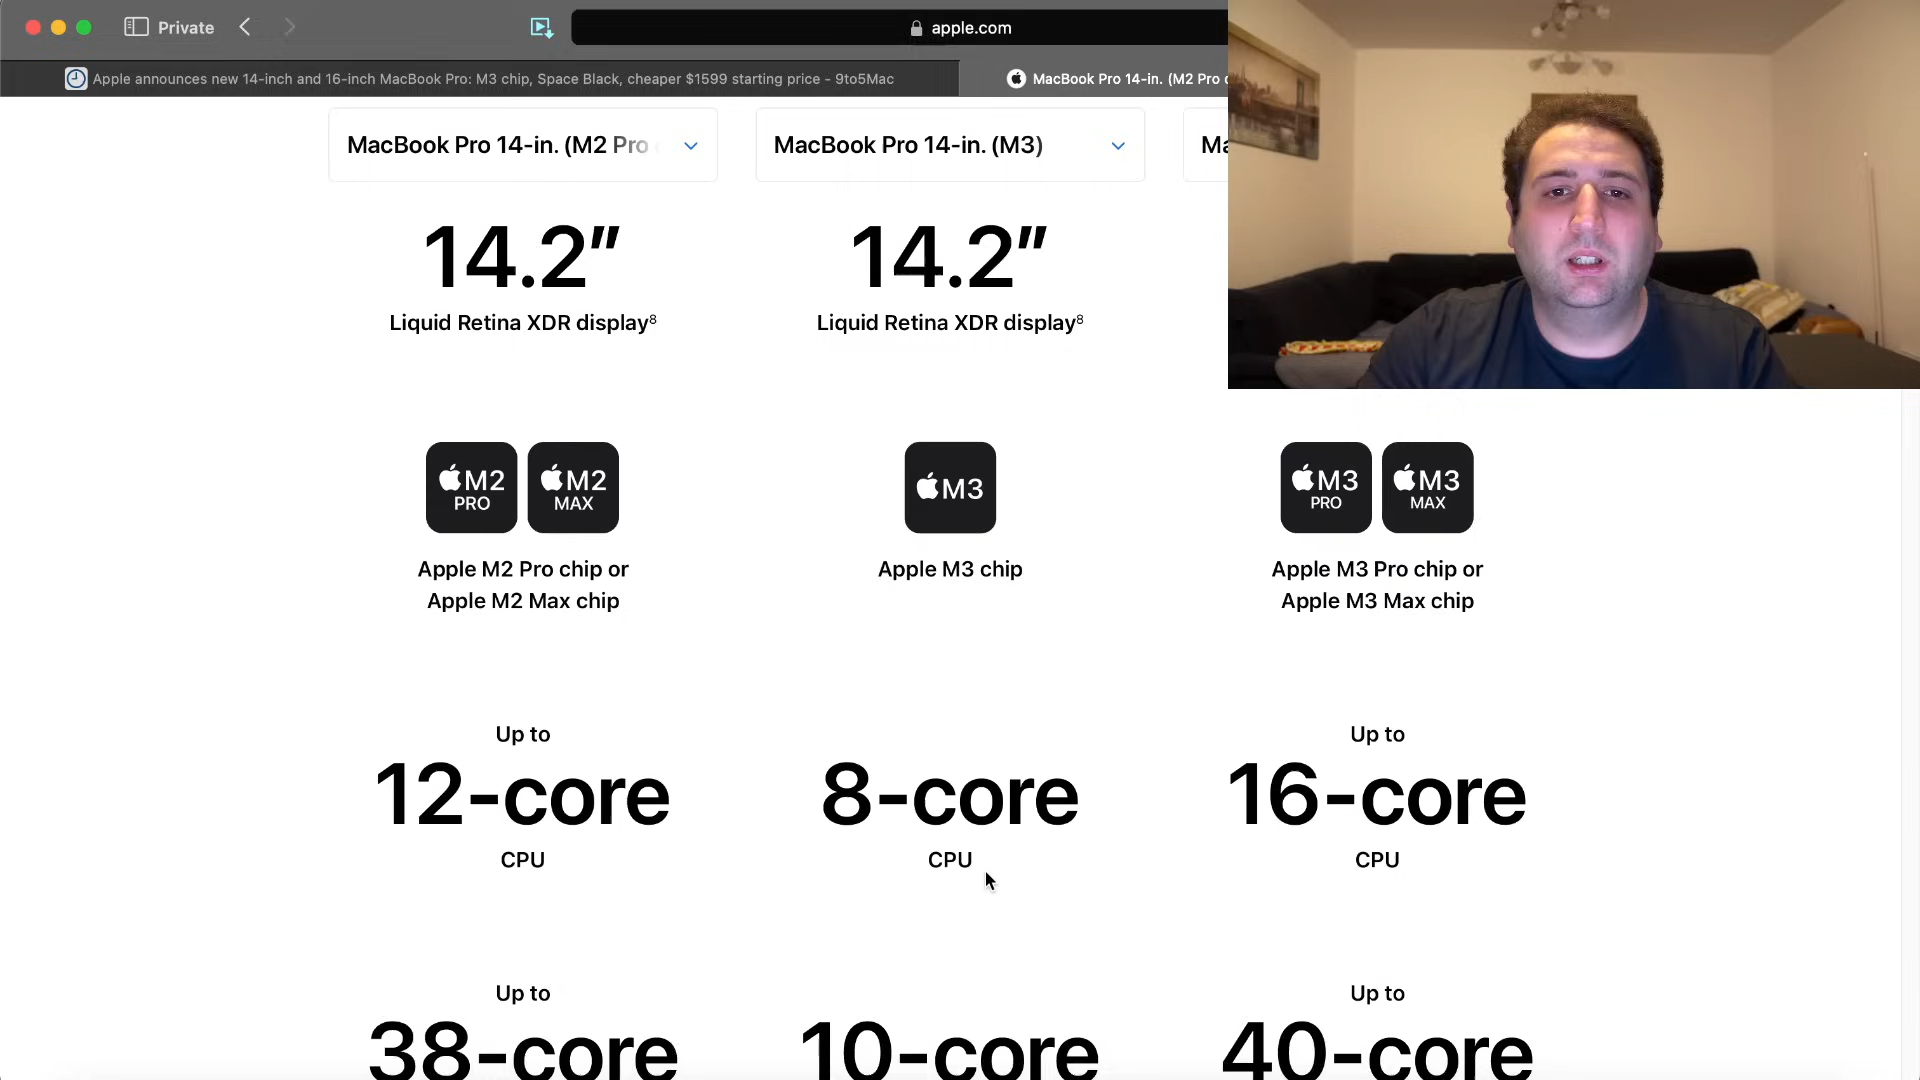 Private
apple.com
Apple announces new 14-inch and 16-inch MacBook Pro: M3 chip, Space Black, cheaper $1599 starting price - 9to5Mac
MacBook Pro 14-in. (M2 Pro
MacBook Pro 14-in. (M2 Pro
MacBook Pro 14-in. (M3)
14.2″
14.2″
Liquid Retina XDR display⁸
Liquid Retina XDR display⁸
M2 PRO
M2 MAX
M3
M3 PRO
M3 MAX
Apple M2 Pro chip or
Apple M2 Max chip
Apple M3 chip
Apple M3 Pro chip or
Apple M3 Max chip
Up to
12-core
CPU
8-core
CPU
Up to
16-core
CPU
Up to
38-core
10-core
Up to
40-core